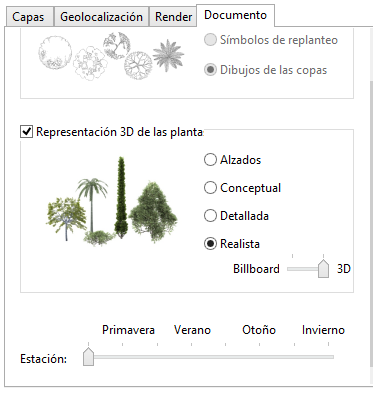 Capas Geolocalización Render Documento
Símbolos de replanteo
Dibujos de las copas
Representación 3D de las planta
Alzados
Conceptual
Detallada
Realista
Billboard 3D
Primavera Verano Otoño Invierno
Estación: